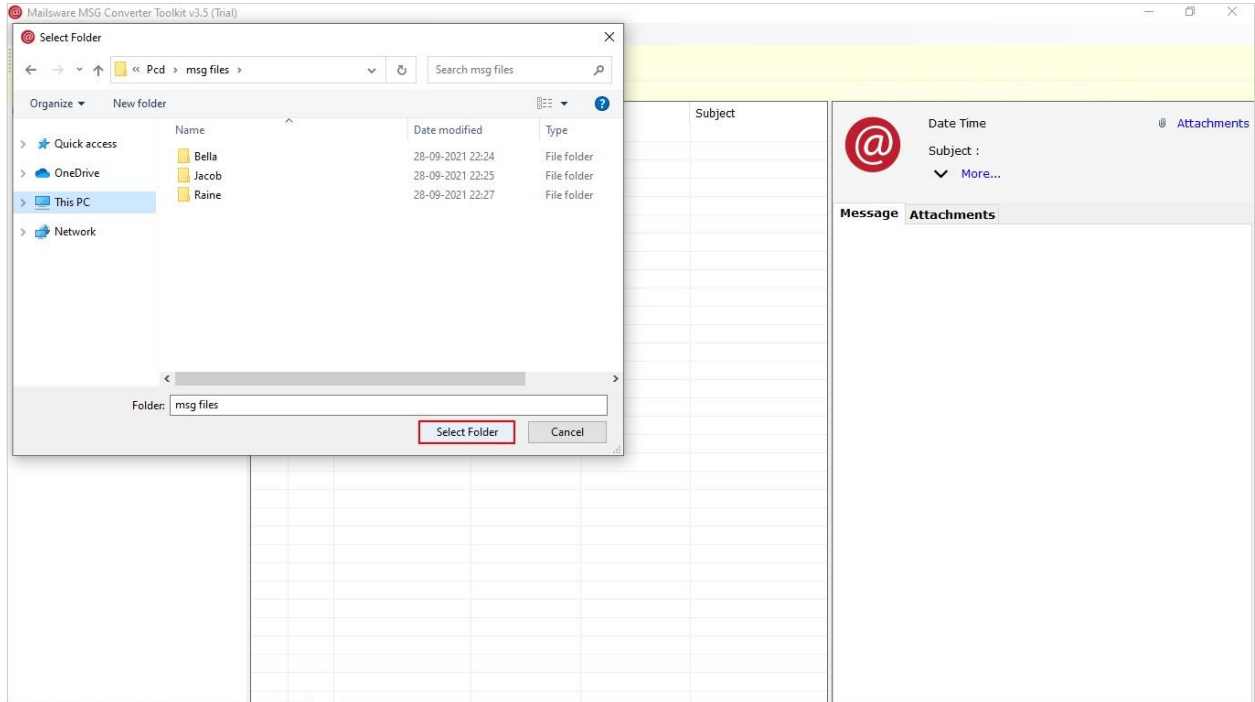 Mailsware MSG Converter Toolkit v3.5 (Trial)
Select Folder
« Pcd › msg files ›
Search msg files
Organize
New folder
Name Date modified Type
Quick access
OneDrive
This PC
Network
Bella 28-09-2021 22:24 File folder
Jacob 28-09-2021 22:25 File folder
Raine 28-09-2021 22:27 File folder
Folder: msg files
Select Folder Cancel
Subject
Date Time
Attachments
Subject :
More...
Message Attachments